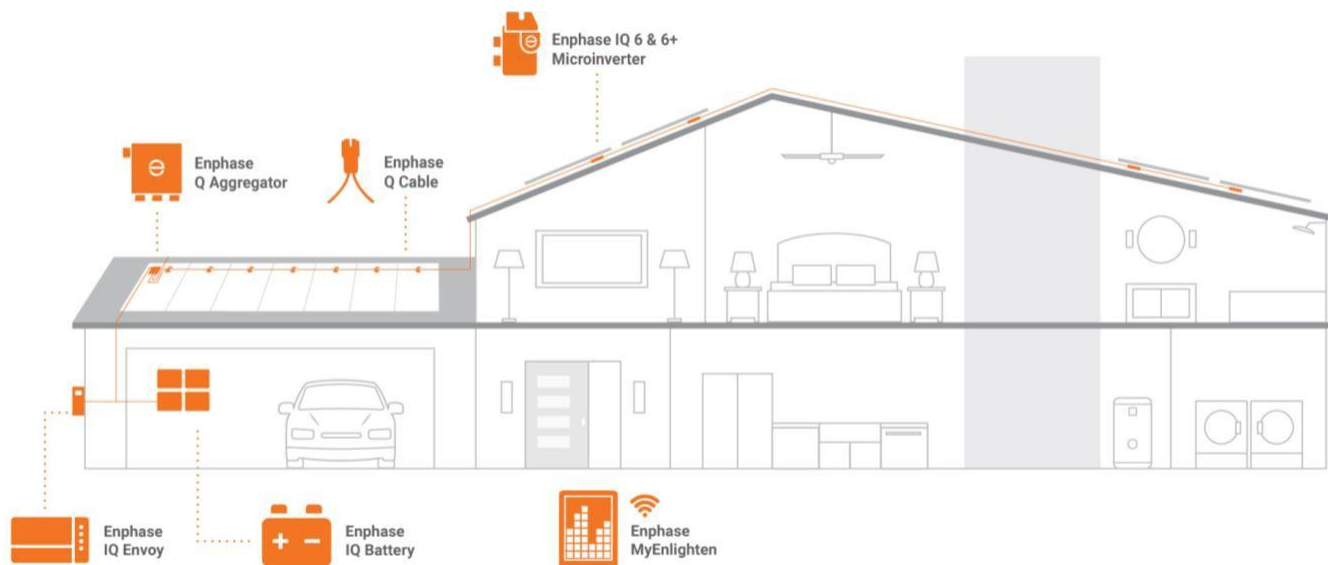 Enphase IQ 6 & 6+
Microinverter
Enphase
Q Aggregator
Enphase
Q Cable
Enphase
IQ Envoy
Enphase
IQ Battery
Enphase
MyEnlighten